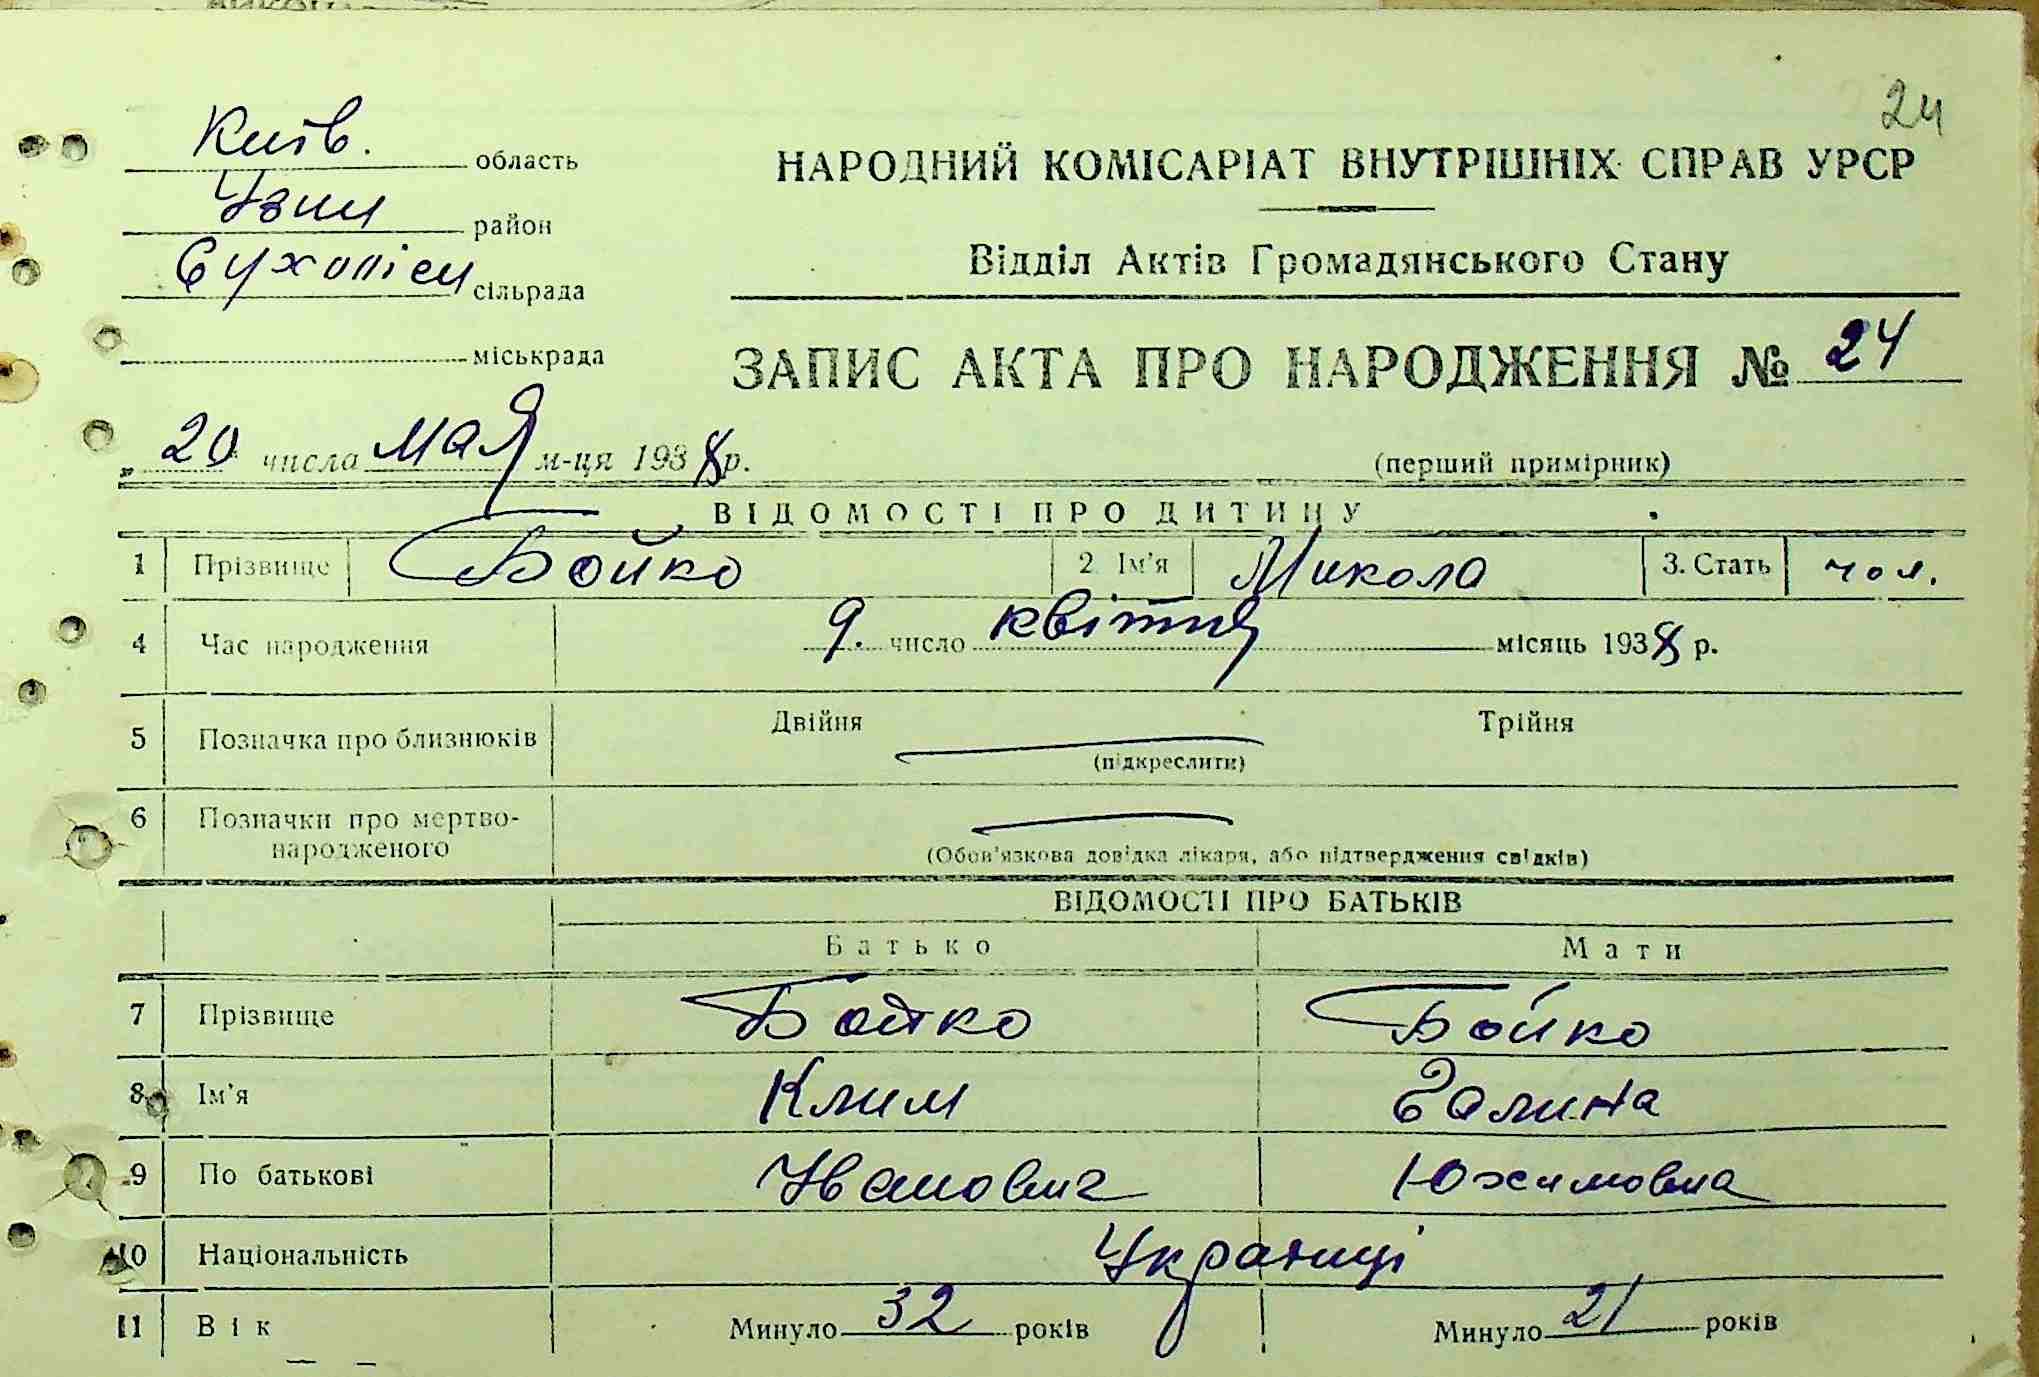 24
Київ. область
Узин район
Сухоліси сільрада
міськрада
НАРОДНИЙ КОМІСАРІАТ ВНУТРІШНІХ СПРАВ УРСР
Відділ Актів Громадянського Стану
ЗАПИС АКТА ПРО НАРОДЖЕННЯ № 24
„ 20 числа мая м-ця 1938 р.
(перший примірник)
ВІДОМОСТІ ПРО ДИТИНУ
1 Прізвище Бойко 2. Ім'я Микола 3. Стать чол.
4 Час народження 9. число квітня місяць 1938 р.
5 Позначка про близнюків Двійня Трійня
(підкреслити)
6 Позначки про мертво-
народженого
(Обов'язкова довідка лікаря, або підтвердження свідків)
ВІДОМОСТІ ПРО БАТЬКІВ
Батько Мати
7 Прізвище Бойко Бойко
8 Ім'я Клим Галина
9 По батькові Иванович Юхимовна
10 Національність Українці
11 Вік Минуло 32 років Минуло 21 років